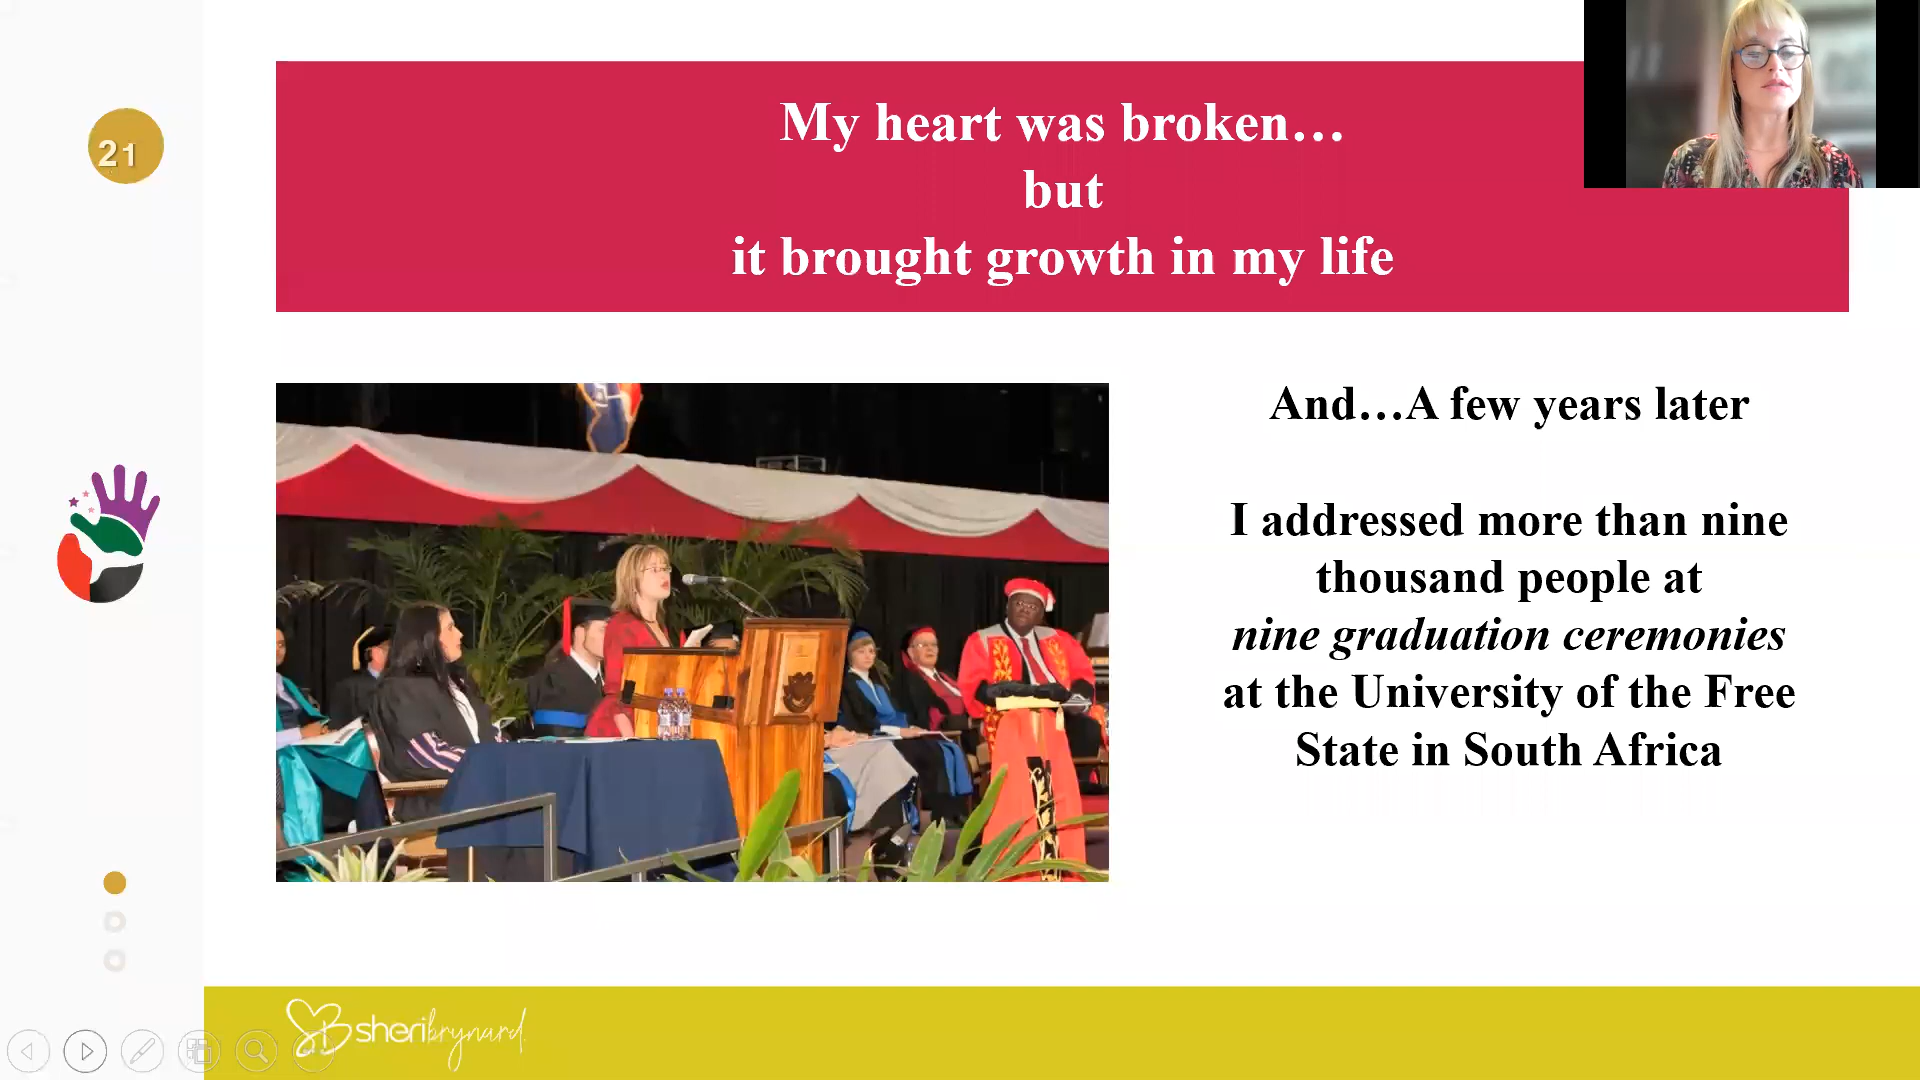 21
My heart was broken…
but
it brought growth in my life
And…A few years later
I addressed more than nine
thousand people at
nine graduation ceremonies
at the University of the Free
State in South Africa
sheribrynard